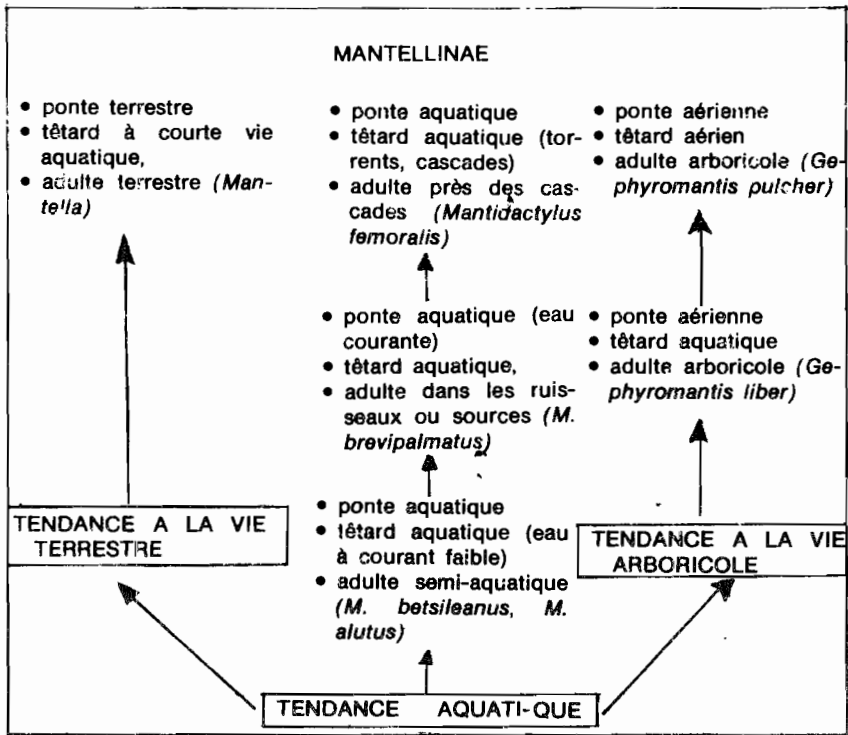 MANTELLINAE
• ponte terrestre
• têtard à courte vie
aquatique,
• adulte terrestre (Man-
tella)
• ponte aquatique
• têtard aquatique (tor-
rents, cascades)
• adulte près des cas-
cades (Mantidactylus
femoralis)
• ponte aérienne
• têtard aérien
• adulte arboricole (Ge-
phyromantis pulcher)
• ponte aquatique (eau
courante)
• têtard aquatique,
• adulte dans les ruis-
seaux ou sources (M.
brevipalmatus)
• ponte aérienne
• têtard aquatique
• adulte arboricole (Ge-
phyromantis liber)
TENDANCE A LA VIE
TERRESTRE
• ponte aquatique
• têtard aquatique (eau
à courant faible)
• adulte semi-aquatique
(M. betsileanus, M.
alutus)
TENDANCE A LA VIE
ARBORICOLE
TENDANCE AQUATI-QUE